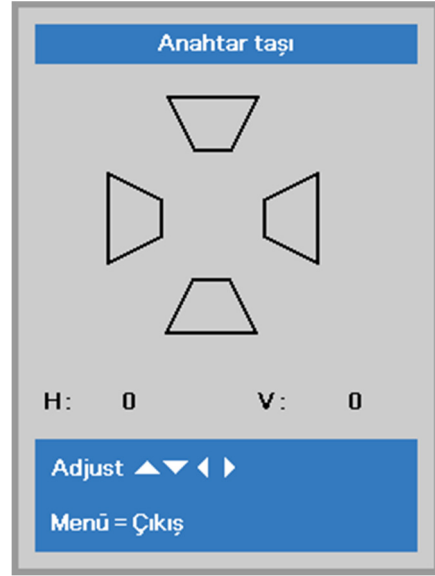 Anahtar taşı
H: 0 V: 0
Adjust
Menü = Çıkış